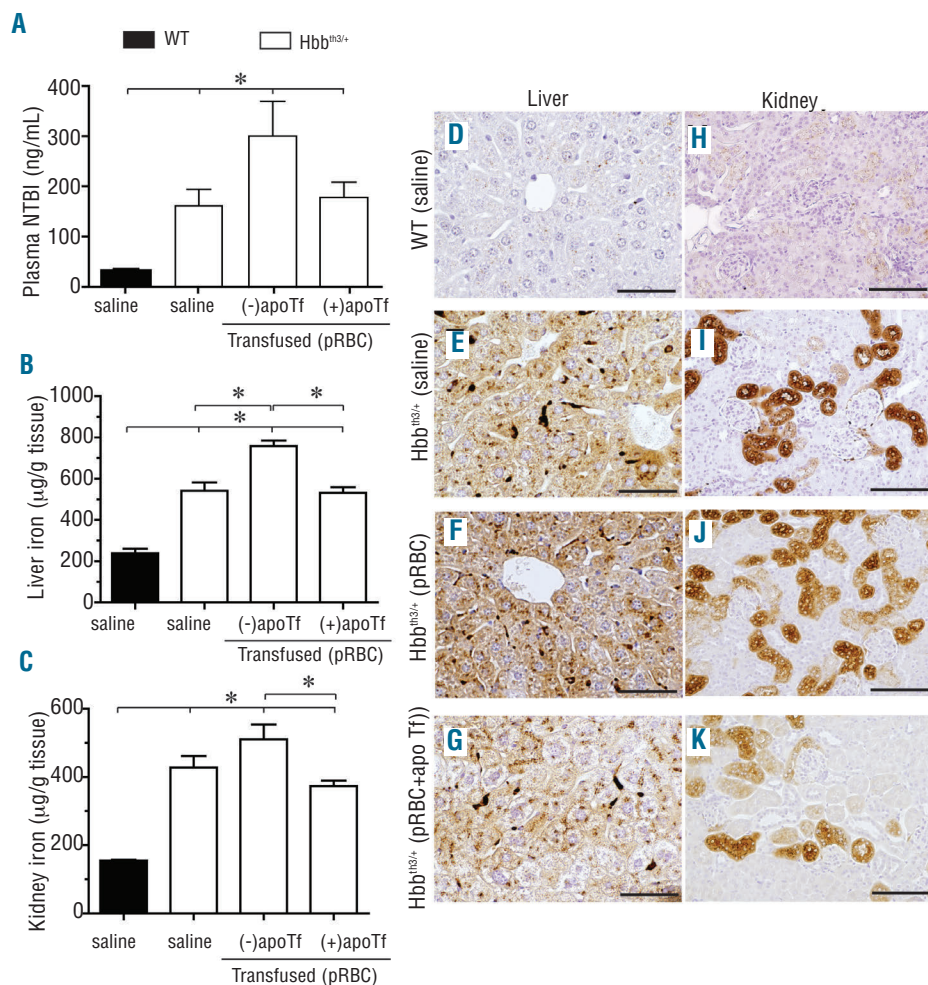 A
WT
Hbb^th3/+
Plasma NTBI (ng/mL)
400
300
200
100
0
*
saline
saline
(-)apoTf
(+)apoTf
Transfused (pRBC)
B
Liver iron (µg/g tissue)
1000
800
600
400
200
0
*
*
*
saline
saline
(-)apoTf
(+)apoTf
Transfused (pRBC)
C
Kidney iron (µg/g tissue)
600
400
200
0
*
*
saline
saline
(-)apoTf
(+)apoTf
Transfused (pRBC)
Liver
Kidney
WT (saline)
D
H
Hbb^th3/+ (saline)
E
I
Hbb^th3/+ (pRBC)
F
J
Hbb^th3/+ (pRBC+apo Tf))
G
K